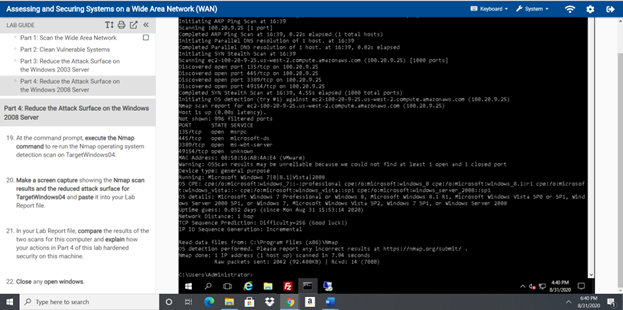 Assessing and Securing Systems on a Wide Area Network (WAN)
Keyboard
System
LAB GUIDE
Part 1: Scan the Wide Area Network
Part 2: Clean Vulnerable Systems
Part 3: Reduce the Attack Surface on the
Windows 2003 Server
Part 4: Reduce the Attack Surface on the
Windows 2008 Server
Part 4: Reduce the Attack Surface on the Windows
2008 Server
19. At the command prompt, execute the Nmap
command to re-run the Nmap operating system
detection scan on TargetWindows04.
20. Make a screen capture showing the Nmap
scan results and the reduced attack surface for
TargetWindows04 and paste it into your Lab
Report file.
21. In your Lab Report file, compare the results of the
two scans for this computer and explain how
your actions in Part 4 of this lab hardened
security on this machine.
22. Close any open windows.
Initiating ARP Ping Scan at 16:39
Scanning 100.20.9.25 [1 port]
Completed ARP Ping Scan at 16:39, 0.22s elapsed (1 total hosts)
Initiating Parallel DNS resolution of 1 host. at 16:39
Completed Parallel DNS resolution of 1 host. at 16:39, 0.02s elapsed
Initiating SYN Stealth Scan at 16:39
Scanning ec2-100-20-9-25.us-west-2.compute.amazonaws.com (100.20.9.25) [1000 ports]
Discovered open port 135/tcp on 100.20.9.25
Discovered open port 445/tcp on 100.20.9.25
Discovered open port 3389/tcp on 100.20.9.25
Discovered open port 49154/tcp on 100.20.9.25
Completed SYN Stealth Scan at 16:39, 4.55s elapsed (1000 total ports)
Initiating OS detection (try #1) against ec2-100-20-9-25.us-west-2.compute.amazonaws.com (100.20.9.25)
Nmap scan report for ec2-100-20-9-25.us-west-2.compute.amazonaws.com (100.20.9.25)
Host is up (0.00s latency).
Not shown: 996 filtered ports
PORT STATE SERVICE
135/tcp open msrpc
445/tcp open microsoft-ds
3389/tcp open ms-wbt-server
49154/tcp open unknown
MAC Address: 00:50:56:A0:4A:E4 (VMware)
Warning: OSScan results may be unreliable because we could not find at least 1 open and 1 closed port
Device type: general purpose
Running: Microsoft Windows 7|8|8.1|Vista|2008
OS CPE: cpe:/o:microsoft:windows_7::-:professional cpe:/o:microsoft:windows_8 cpe:/o:microsoft:windows_8.1:r1 cpe:/o:microsof
t:windows_vista::- cpe:/o:microsoft:windows_vista::sp1 cpe:/o:microsoft:windows_server_2008::sp1
OS details: Microsoft Windows 7 Professional or Windows 8, Microsoft Windows 8.1 R1, Microsoft Windows Vista SP0 or SP1, Wind
ows Server 2008 SP1, or Windows 7, Microsoft Windows Vista SP2, Windows 7 SP1, or Windows Server 2008
Uptime guess: 0.032 days (since Mon Aug 31 15:53:14 2020)
Network Distance: 1 hop
TCP Sequence Prediction: Difficulty=256 (Good luck!)
IP ID Sequence Generation: Incremental
Read data files from: C:\Program Files (x86)\Nmap
OS detection performed. Please report any incorrect results at https://nmap.org/submit/ .
Nmap done: 1 IP address (1 host up) scanned in 7.94 seconds
Raw packets sent: 2042 (92.400KB) | Rcvd: 14 (700B)
C:\Users\Administrator>
4:40 PM
8/31/2020
Type here to search
6:40 PM
8/31/2020